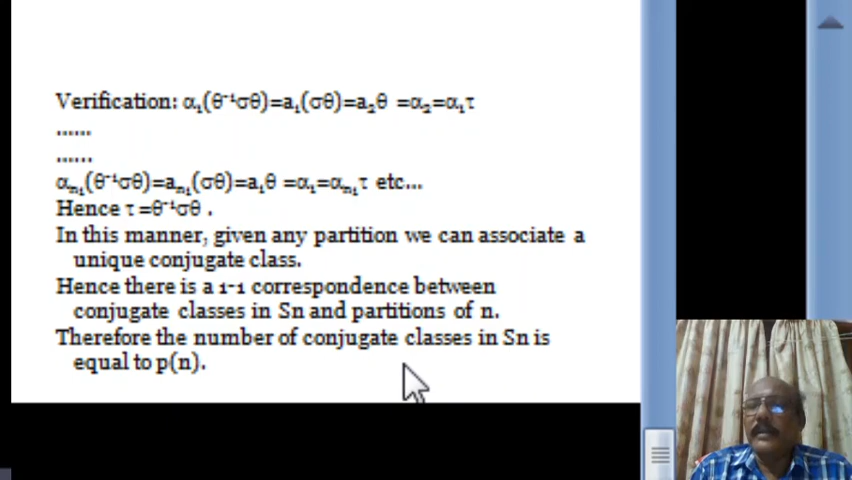 Verification: α₁(θ⁻¹σθ)=a₁(σθ)=a₂θ =α₂=α₁τ
......
......
αₙ₁(θ⁻¹σθ)=aₙ₁(σθ)=a₁θ =α₁=αₙ₁τ etc...
Hence τ =θ⁻¹σθ .
In this manner, given any partition we can associate a
unique conjugate class.
Hence there is a 1-1 correspondence between
conjugate classes in Sn and partitions of n.
Therefore the number of conjugate classes in Sn is
equal to p(n).